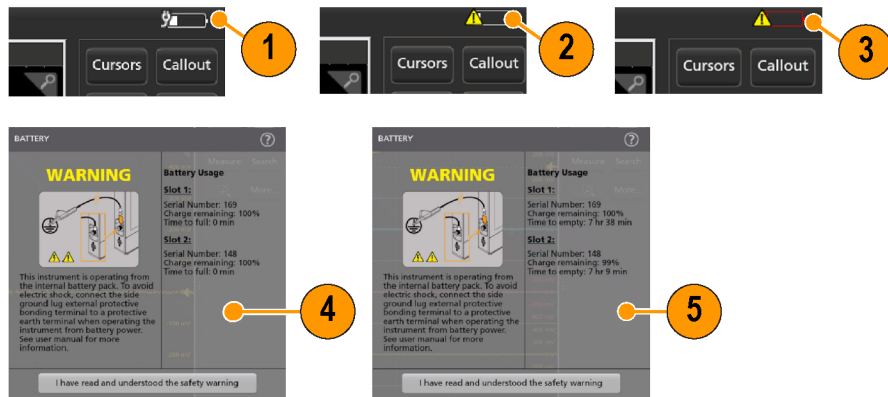 1
2
3
Cursors
Callout
Cursors
Callout
Cursors
Callout
BATTERY
?
WARNING
This instrument is operating from
the internal battery pack. To avoid
electric shock, connect the side
ground lug external protective
bonding terminal to a protective
earth terminal when operating the
instrument from battery power.
See user manual for more
information.
Measure Search
Battery Usage
Slot 1:
More...
Serial Number: 169
Charge remaining: 100%
Time to full: 0 min
Slot 2:
Serial Number: 148
Charge remaining: 100%
Time to full: 0 min
I have read and understood the safety warning
4
BATTERY
?
WARNING
This instrument is operating from
the internal battery pack. To avoid
electric shock, connect the side
ground lug external protective
bonding terminal to a protective
earth terminal when operating the
instrument from battery power.
See user manual for more
information.
Measure Search
Battery Usage
Slot 1:
More...
Serial Number: 169
Charge remaining: 100%
Time to empty: 7 hr 38 min
Slot 2:
Serial Number: 148
Charge remaining: 99%
Time to empty: 7 hr 9 min
I have read and understood the safety warning
5